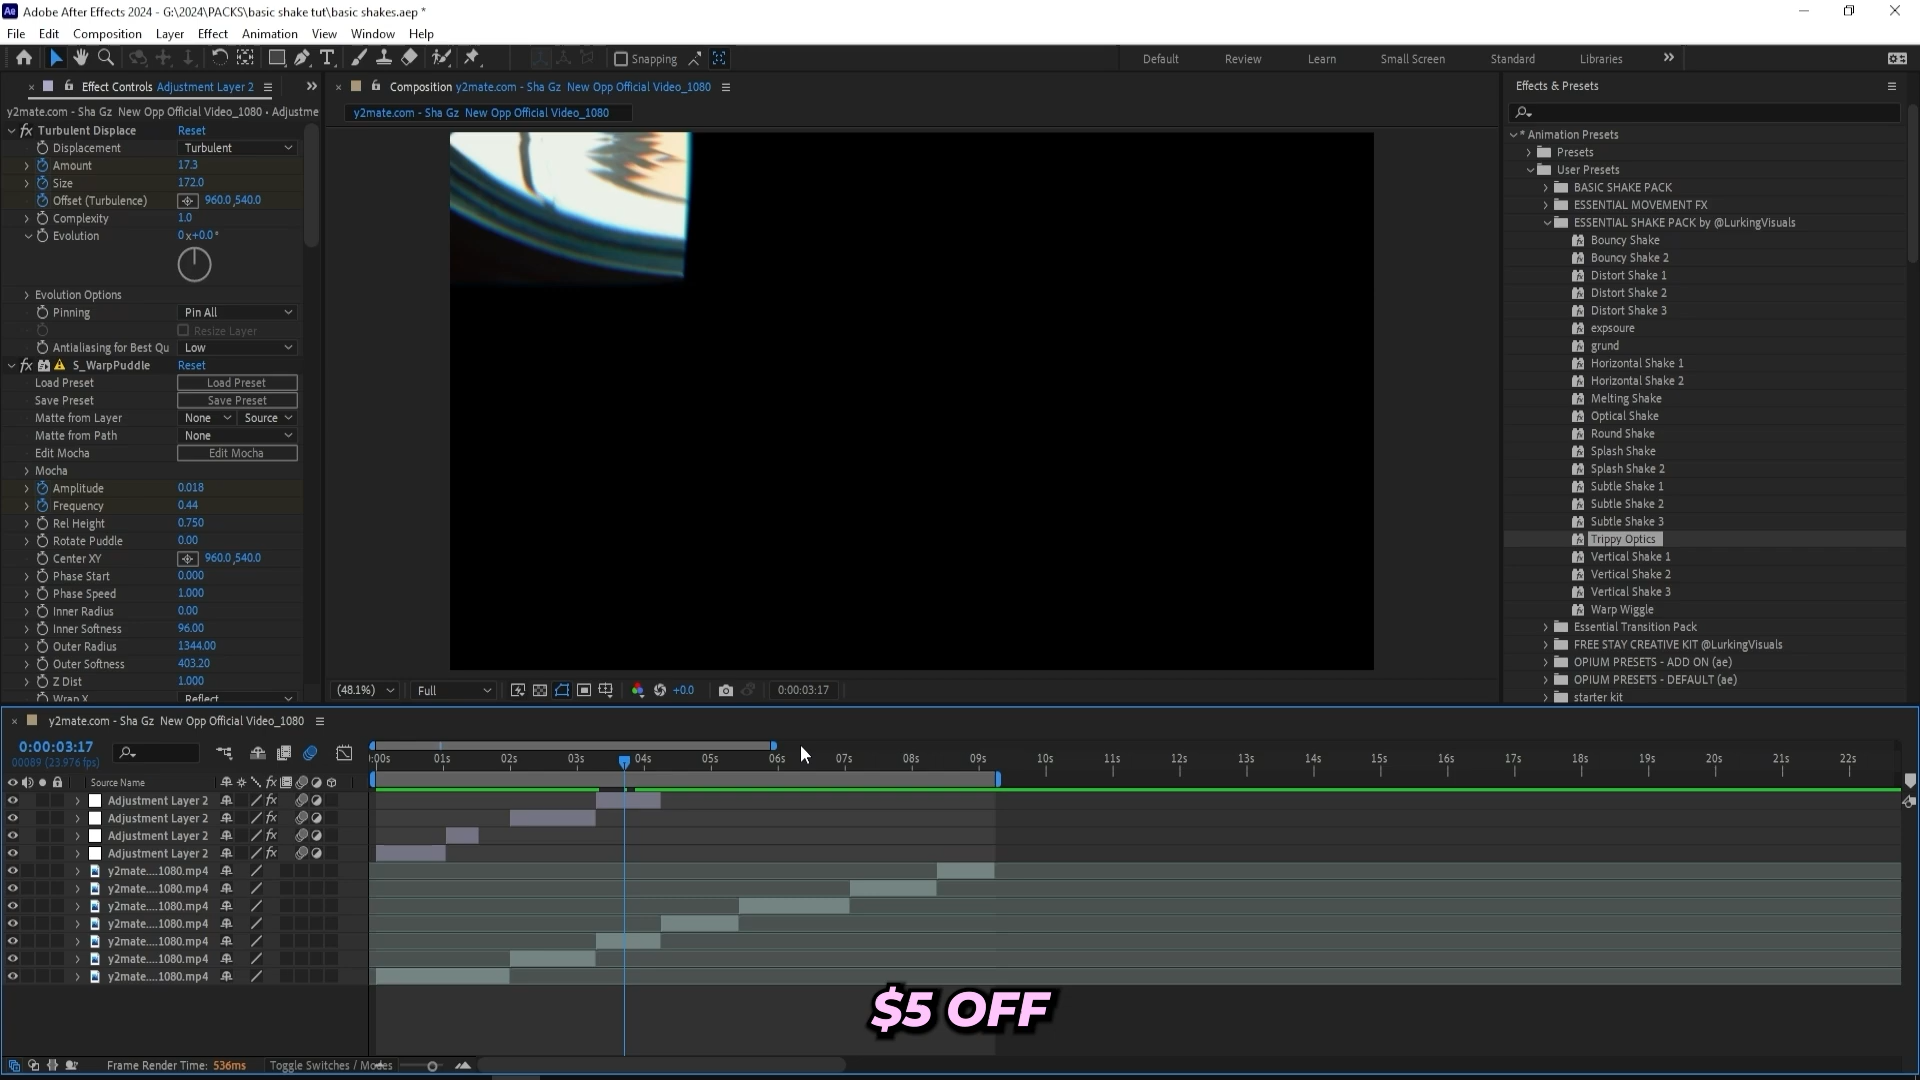 Adobe After Effects 2024 - G:\2024\PACKS\basic shake tut\basic shakes.aep *
File Edit Composition Layer Effect Animation View Window Help
Snapping
Default Review Learn Small Screen Standard Libraries
Effect Controls Adjustment Layer 2
y2mate.com - Sha Gz New Opp Official Video_1080 • Adjustme
fx Turbulent Displace Reset
Displacement Turbulent
Amount 17.3
Size 172.0
Offset (Turbulence) 960.0,540.0
Complexity 1.0
Evolution 0x+0.0°
Evolution Options
Pinning Pin All
Resize Layer
Antialiasing for Best Qu Low
fx S_WarpPuddle Reset
Load Preset Load Preset
Save Preset Save Preset
Matte from Layer None Source
Matte from Path None
Edit Mocha Edit Mocha
Mocha
Amplitude 0.018
Frequency 0.44
Rel Height 0.750
Rotate Puddle 0.00
Center XY 960.0,540.0
Phase Start 0.000
Phase Speed 1.000
Inner Radius 0.00
Inner Softness 96.00
Outer Radius 1344.00
Outer Softness 403.20
Z Dist 1.000
Wrap X Reflect
Composition y2mate.com - Sha Gz New Opp Official Video_1080
y2mate.com - Sha Gz New Opp Official Video_1080
(48.1%) Full +0.0 0:00:03:17
Effects & Presets
* Animation Presets
Presets
User Presets
BASIC SHAKE PACK
ESSENTIAL MOVEMENT FX
ESSENTIAL SHAKE PACK by @LurkingVisuals
Bouncy Shake
Bouncy Shake 2
Distort Shake 1
Distort Shake 2
Distort Shake 3
expsoure
grund
Horizontal Shake 1
Horizontal Shake 2
Melting Shake
Optical Shake
Round Shake
Splash Shake
Splash Shake 2
Subtle Shake 1
Subtle Shake 2
Subtle Shake 3
Trippy Optics
Vertical Shake 1
Vertical Shake 2
Vertical Shake 3
Warp Wiggle
Essential Transition Pack
FREE STAY CREATIVE KIT @LurkingVisuals
OPIUM PRESETS - ADD ON (ae)
OPIUM PRESETS - DEFAULT (ae)
starter kit
y2mate.com - Sha Gz New Opp Official Video_1080
0:00:03:17
00089 (23.976 fps)
:00s 01s 02s 03s 04s 05s 06s 07s 08s 09s 10s 11s 12s 13s 14s 15s 16s 17s 18s 19s 20s 21s 22s
Source Name fx
Adjustment Layer 2 fx
Adjustment Layer 2 fx
Adjustment Layer 2 fx
Adjustment Layer 2 fx
y2mate....1080.mp4
y2mate....1080.mp4
y2mate....1080.mp4
y2mate....1080.mp4
y2mate....1080.mp4
y2mate....1080.mp4
y2mate....1080.mp4
$5 OFF
Frame Render Time: 536ms Toggle Switches / Modes